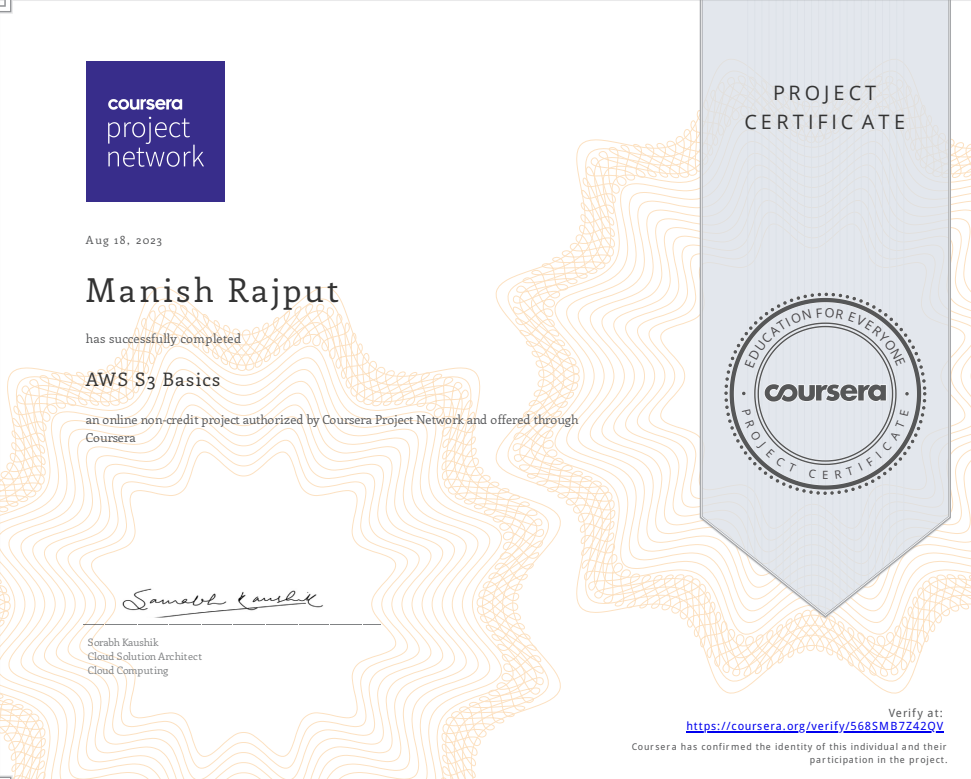 coursera
project
network
PROJECT
CERTIFICATE
Aug 18, 2023
Manish Rajput
has successfully completed
AWS S3 Basics
an online non-credit project authorized by Coursera Project Network and offered through
Coursera
EDUCATION FOR EVERYONE
coursera
PROJECT CERTIFICATE
Sorabh Kaushik
Cloud Solution Architect
Cloud Computing
Verify at:
https://coursera.org/verify/568SMB7Z42QV
Coursera has confirmed the identity of this individual and their
participation in the project.